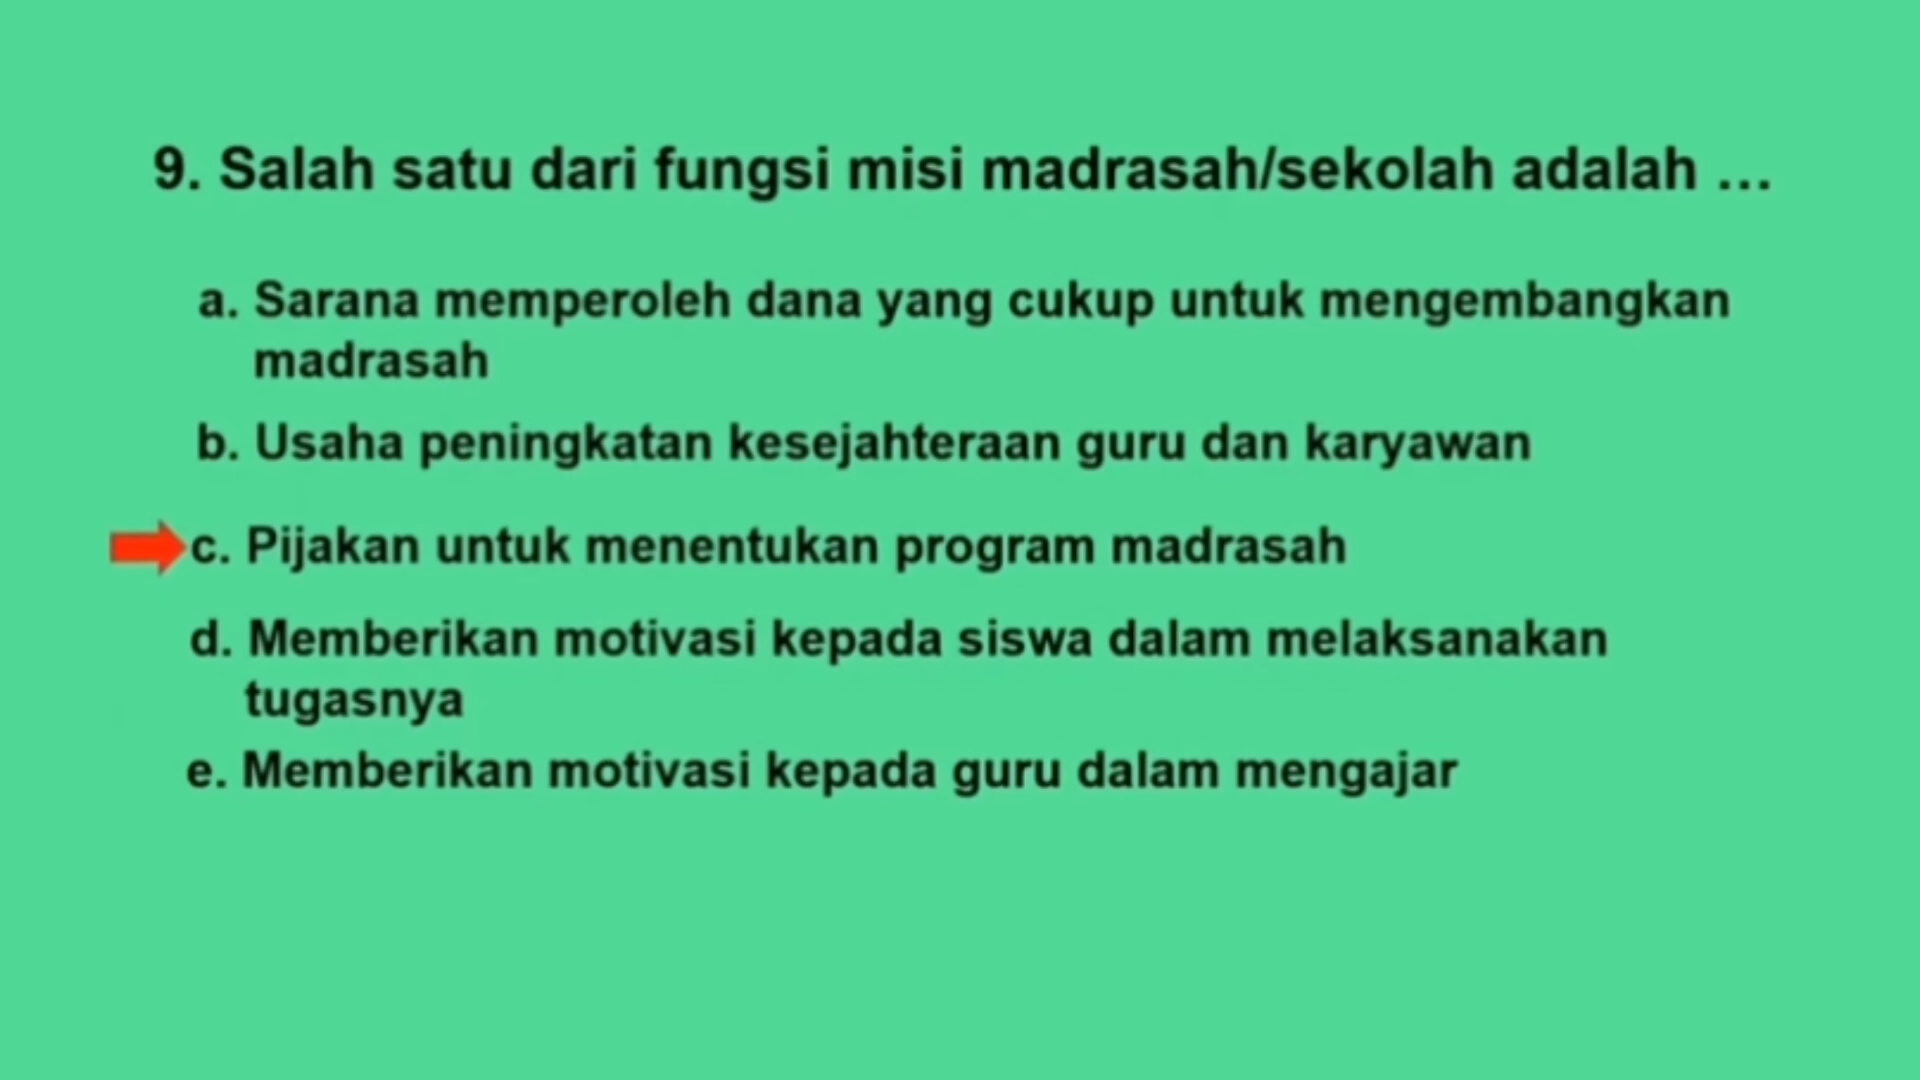 9. Salah satu dari fungsi misi madrasah/sekolah adalah ...
a. Sarana memperoleh dana yang cukup untuk mengembangkan
madrasah
b. Usaha peningkatan kesejahteraan guru dan karyawan
c. Pijakan untuk menentukan program madrasah
d. Memberikan motivasi kepada siswa dalam melaksanakan
tugasnya
e. Memberikan motivasi kepada guru dalam mengajar